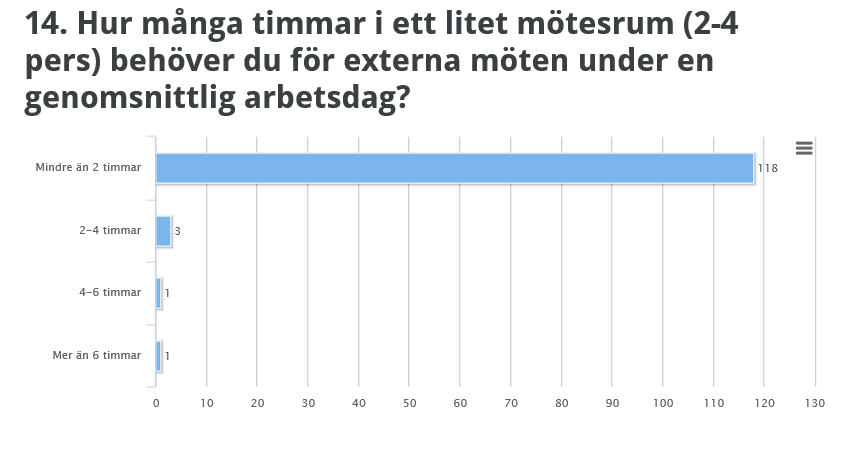 14. Hur många timmar i ett litet mötesrum (2-4
pers) behöver du för externa möten under en
genomsnittlig arbetsdag?
Mindre än 2 timmar
118
2–4 timmar
3
4–6 timmar
1
Mer än 6 timmar
1
0 10 20 30 40 50 60 70 80 90 100 110 120 130